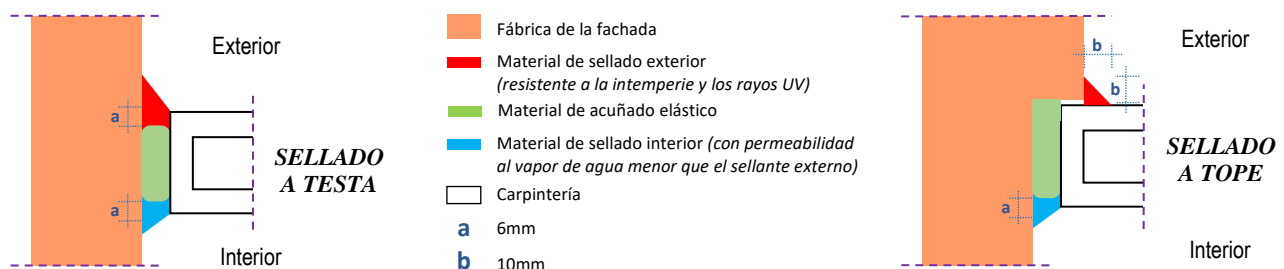 Exterior
a
a
SELLADO
A TESTA
Interior
Fábrica de la fachada
Material de sellado exterior
(resistente a la intemperie y los rayos UV)
Material de acuñado elástico
Material de sellado interior (con permeabilidad
al vapor de agua menor que el sellante externo)
Carpintería
a 6mm
b 10mm
Exterior
b
b
SELLADO
A TOPE
a
Interior